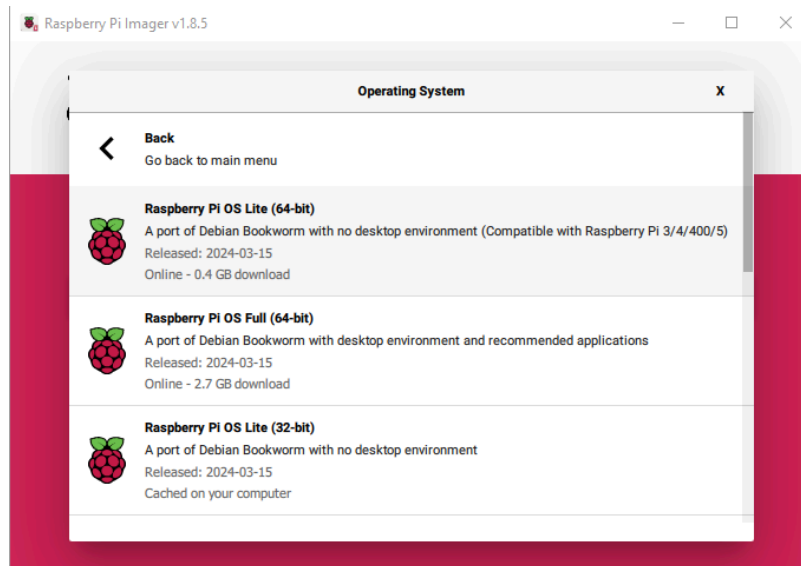 Raspberry Pi Imager v1.8.5
Operating System
X
Back
Go back to main menu
Raspberry Pi OS Lite (64-bit)
A port of Debian Bookworm with no desktop environment (Compatible with Raspberry Pi 3/4/400/5)
Released: 2024-03-15
Online - 0.4 GB download
Raspberry Pi OS Full (64-bit)
A port of Debian Bookworm with desktop environment and recommended applications
Released: 2024-03-15
Online - 2.7 GB download
Raspberry Pi OS Lite (32-bit)
A port of Debian Bookworm with no desktop environment
Released: 2024-03-15
Cached on your computer